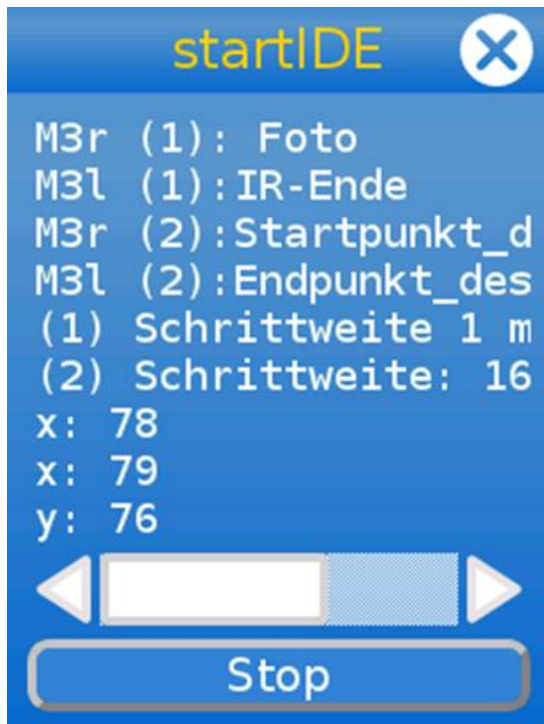 startIDE
M3r (1): Foto
M3l (1):IR-Ende
M3r (2):Startpunkt_d
M3l (2):Endpunkt_des
(1) Schrittweite 1 m
(2) Schrittweite: 16
x: 78
x: 79
y: 76
Stop